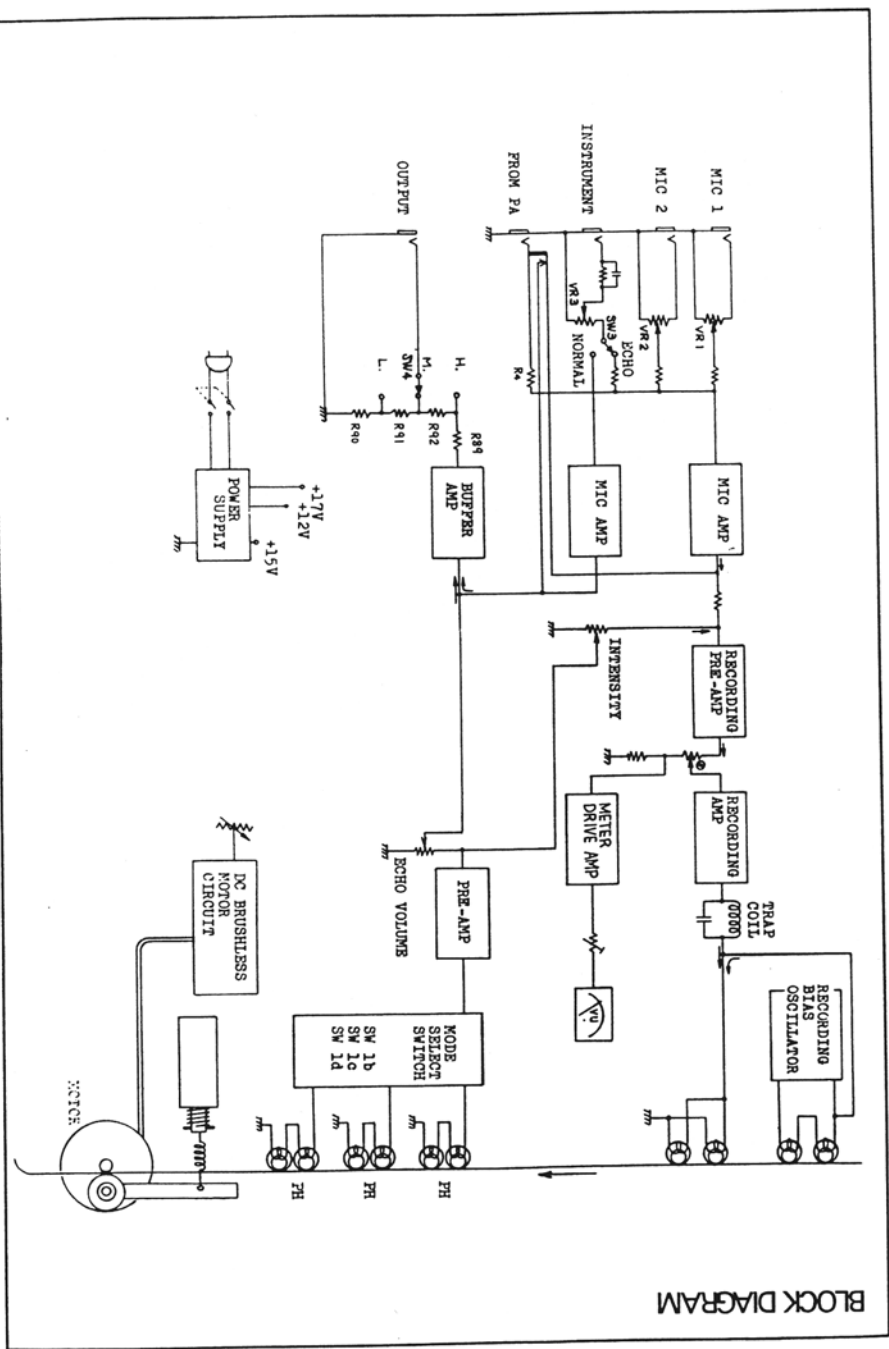 BLOCK DIAGRAM
MIC 1
VR1
MIC 2
VR2
INSTRUMENT
VR3
SW3
ECHO
NORMAL
FROM PA
R4
OUTPUT
H.
M.
L.
SW4
R89
R92
R91
R90
MIC AMP
MIC AMP
BUFFER
AMP
INTENSITY
RECORDING
PRE-AMP
RECORDING
AMP
METER
DRIVE AMP
VU
TRAP
COIL
RECORDING
BIAS
OSCILLATOR
ECHO VOLUME
PRE-AMP
MODE
SELECT
SWITCH
SW 1b
SW 1c
SW 1d
PH
PH
PH
+17V
+12V
+15V
POWER
SUPPLY
DC BRUSHLESS
MOTOR
CIRCUIT
MOTOR